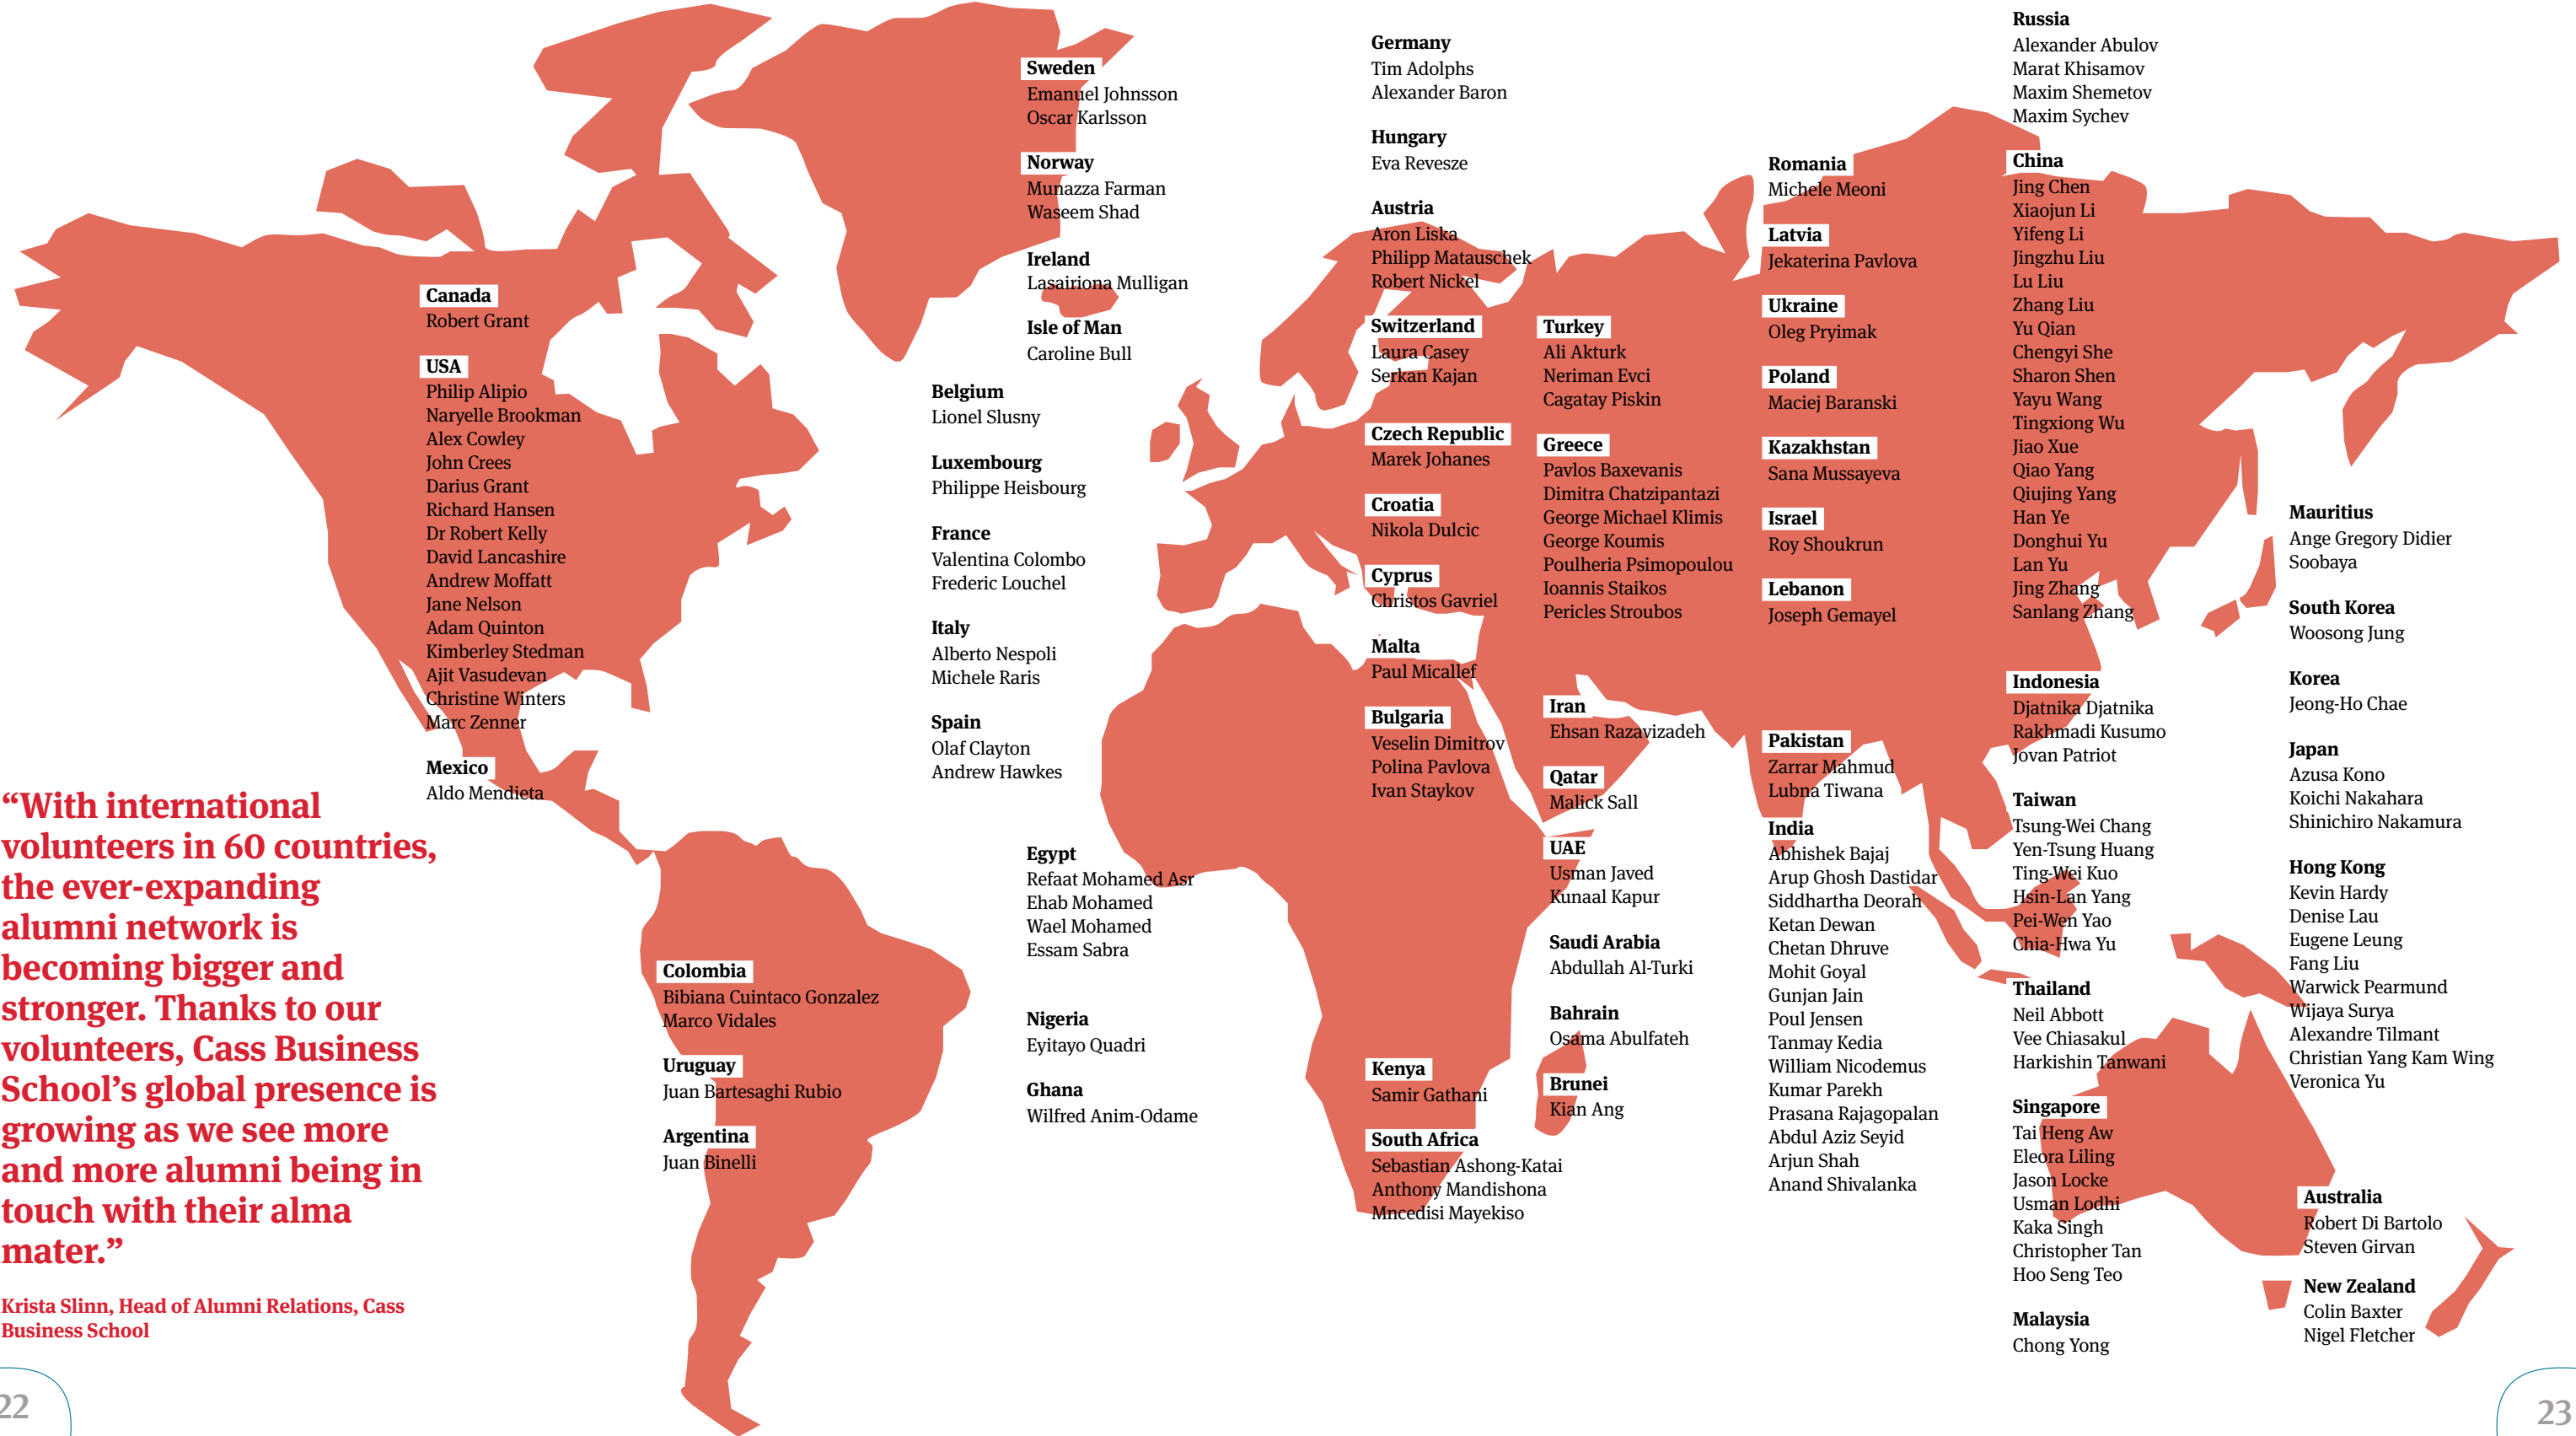 Canada
Robert Grant
USA
Philip Alipio
Naryelle Brookman
Alex Cowley
John Crees
Darius Grant
Richard Hansen
Dr Robert Kelly
David Lancashire
Andrew Moffatt
Jane Nelson
Adam Quinton
Kimberley Stedman
Ajit Vasudevan
Christine Winters
Marc Zenner
Mexico
Aldo Mendieta
“With international
volunteers in 60 countries,
the ever-expanding
alumni network is
becoming bigger and
stronger. Thanks to our
volunteers, Cass Business
School’s global presence is
growing as we see more
and more alumni being in
touch with their alma
mater.”
Krista Slinn, Head of Alumni Relations, Cass
Business School
22
Colombia
Bibiana Cuintaco Gonzalez
Marco Vidales
Uruguay
Juan Bartesaghi Rubio
Argentina
Juan Binelli
Sweden
Emanuel Johnsson
Oscar Karlsson
Norway
Munazza Farman
Waseem Shad
Ireland
Lasairiona Mulligan
Isle of Man
Caroline Bull
Belgium
Lionel Slusny
Luxembourg
Philippe Heisbourg
France
Valentina Colombo
Frederic Louchel
Italy
Alberto Nespoli
Michele Raris
Spain
Olaf Clayton
Andrew Hawkes
Egypt
Refaat Mohamed Asr
Ehab Mohamed
Wael Mohamed
Essam Sabra
Nigeria
Eyitayo Quadri
Ghana
Wilfred Anim-Odame
Germany
Tim Adolphs
Alexander Baron
Hungary
Eva Revesze
Austria
Aron Liska
Philipp Matauschek
Robert Nickel
Switzerland
Laura Casey
Serkan Kajan
Czech Republic
Marek Johanes
Croatia
Nikola Dulcic
Cyprus
Christos Gavriel
Malta
Paul Micallef
Bulgaria
Veselin Dimitrov
Polina Pavlova
Ivan Staykov
Kenya
Samir Gathani
South Africa
Sebastian Ashong-Katai
Anthony Mandishona
Mncedisi Mayekiso
Turkey
Ali Akturk
Neriman Evci
Cagatay Piskin
Greece
Pavlos Baxevanis
Dimitra Chatzipantazi
George Michael Klimis
George Koumis
Poulheria Psimopoulou
Ioannis Staikos
Pericles Stroubos
Iran
Ehsan Razavizadeh
Qatar
Malick Sall
UAE
Usman Javed
Kunaal Kapur
Saudi Arabia
Abdullah Al-Turki
Bahrain
Osama Abulfateh
Brunei
Kian Ang
Romania
Michele Meoni
Latvia
Jekaterina Pavlova
Ukraine
Oleg Pryimak
Poland
Maciej Baranski
Kazakhstan
Sana Mussayeva
Israel
Roy Shoukrun
Lebanon
Joseph Gemayel
Pakistan
Zarrar Mahmud
Lubna Tiwana
India
Abhishek Bajaj
Arup Ghosh Dastidar
Siddhartha Deorah
Ketan Dewan
Chetan Dhruve
Mohit Goyal
Gunjan Jain
Poul Jensen
Tanmay Kedia
William Nicodemus
Kumar Parekh
Prasana Rajagopalan
Abdul Aziz Seyid
Arjun Shah
Anand Shivalanka
Russia
Alexander Abulov
Marat Khisamov
Maxim Shemetov
Maxim Sychev
China
Jing Chen
Xiaojun Li
Yifeng Li
Jingzhu Liu
Lu Liu
Zhang Liu
Yu Qian
Chengyi She
Sharon Shen
Yayu Wang
Tingxiong Wu
Jiao Xue
Qiao Yang
Qiujing Yang
Han Ye
Donghui Yu
Lan Yu
Jing Zhang
Sanlang Zhang
Indonesia
Djatnika Djatnika
Rakhmadi Kusumo
Jovan Patriot
Taiwan
Tsung-Wei Chang
Yen-Tsung Huang
Ting-Wei Kuo
Hsin-Lan Yang
Pei-Wen Yao
Chia-Hwa Yu
Thailand
Neil Abbott
Vee Chiasakul
Harkishin Tanwani
Singapore
Tai Heng Aw
Eleora Liling
Jason Locke
Usman Lodhi
Kaka Singh
Christopher Tan
Hoo Seng Teo
Malaysia
Chong Yong
Mauritius
Ange Gregory Didier
Soobaya
South Korea
Woosong Jung
Korea
Jeong-Ho Chae
Japan
Azusa Kono
Koichi Nakahara
Shinichiro Nakamura
Hong Kong
Kevin Hardy
Denise Lau
Eugene Leung
Fang Liu
Warwick Pearmund
Wijaya Surya
Alexandre Tilmant
Christian Yang Kam Wing
Veronica Yu
Australia
Robert Di Bartolo
Steven Girvan
New Zealand
Colin Baxter
Nigel Fletcher
23